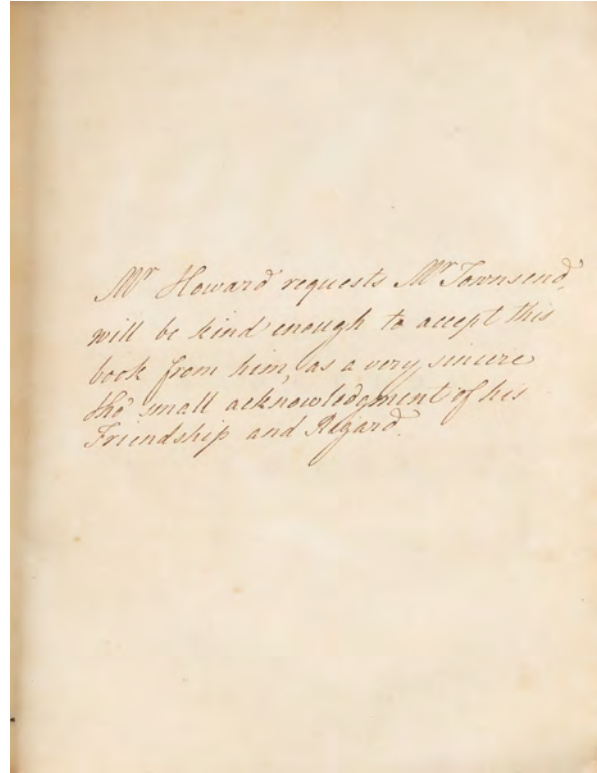 Mr Howard requests Mr Townsend,
will be kind enough to accept this
book from him, as a very sincere
tho' small acknowledgment of his
Friendship and Regard.